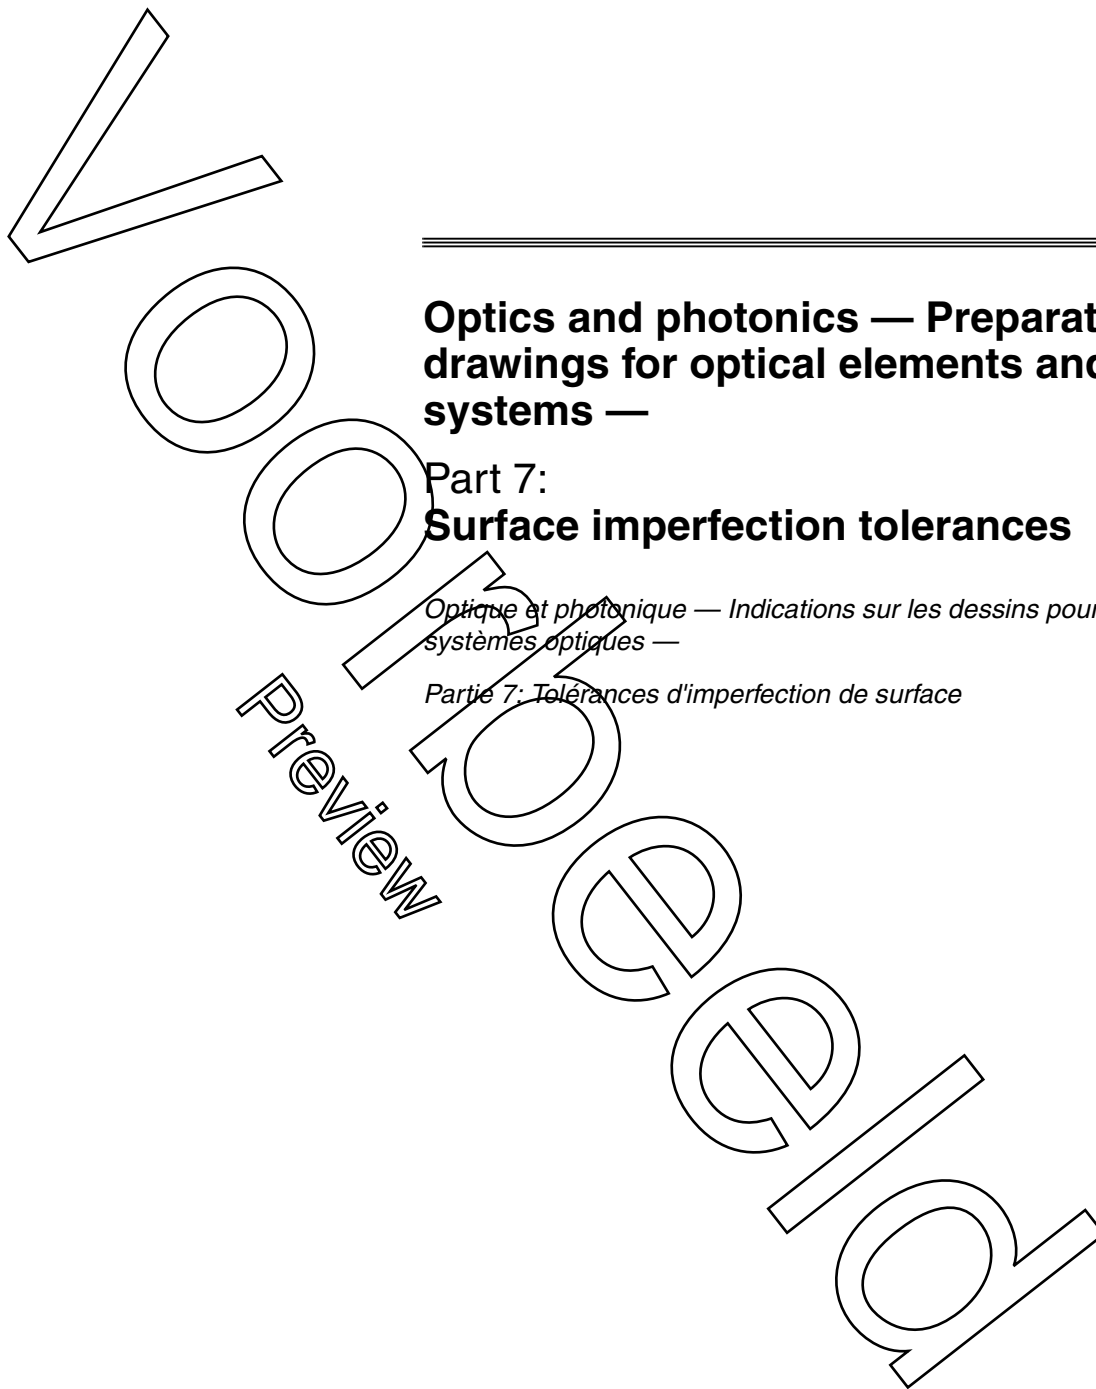 Optics and photonics — Preparat
drawings for optical elements and
systems —
Part 7:
Surface imperfection tolerances
Optique et photonique — Indications sur les dessins pour
systèmes optiques —
Partie 7: Tolérances d'imperfection de surface
Voorbeeld
Preview